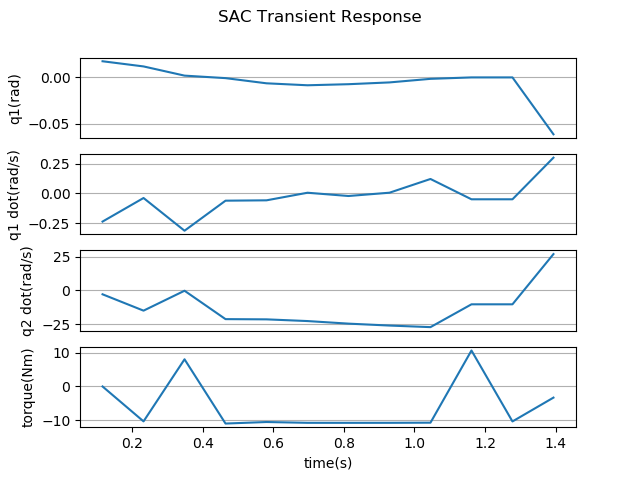 SAC Transient Response
q1(rad)
0.00
−0.05
q1 dot(rad/s)
0.25
0.00
−0.25
q2 dot(rad/s)
25
0
−25
torque(Nm)
10
0
−10
0.2 0.4 0.6 0.8 1.0 1.2 1.4
time(s)